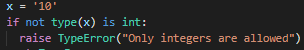 x = '10'
if not type(x) is int:
  raise TypeError("Only integers are allowed")